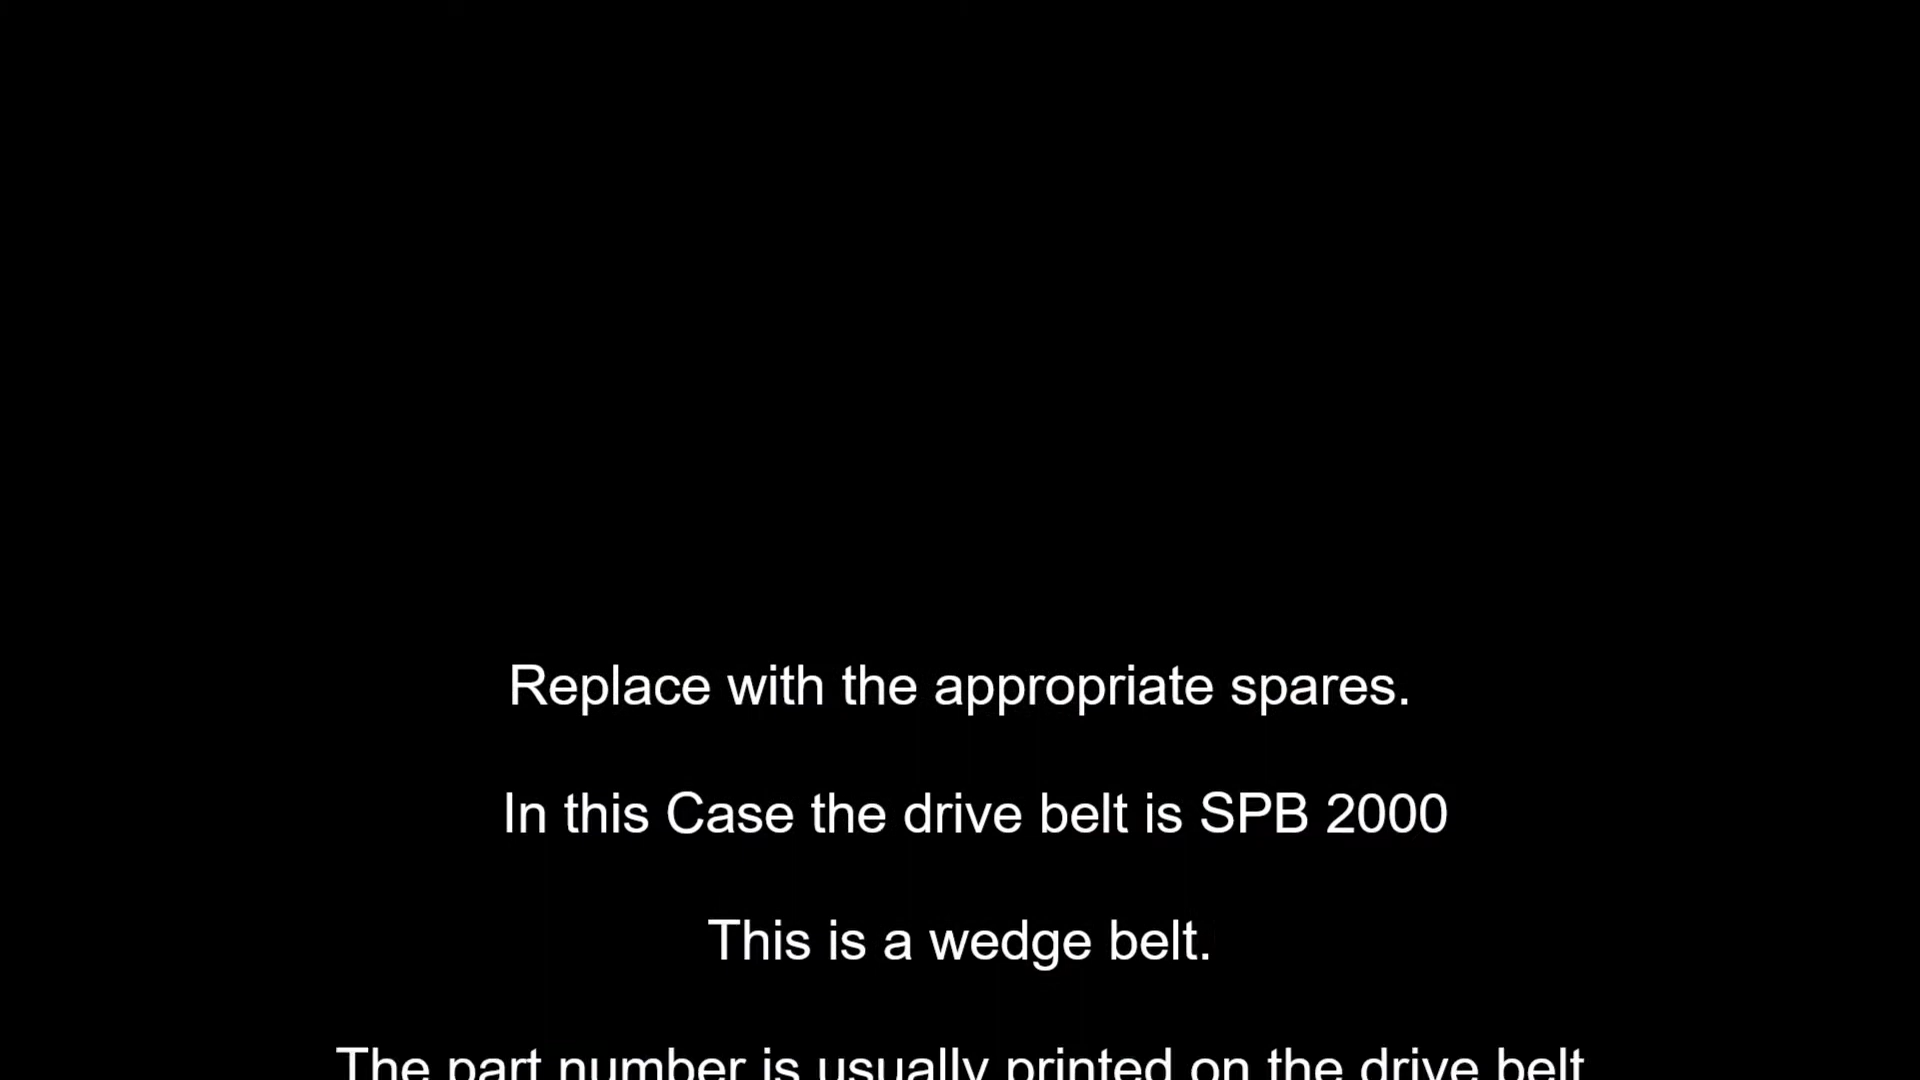 Replace with the appropriate spares.
In this Case the drive belt is SPB 2000
This is a wedge belt.
The part number is usually printed on the drive belt